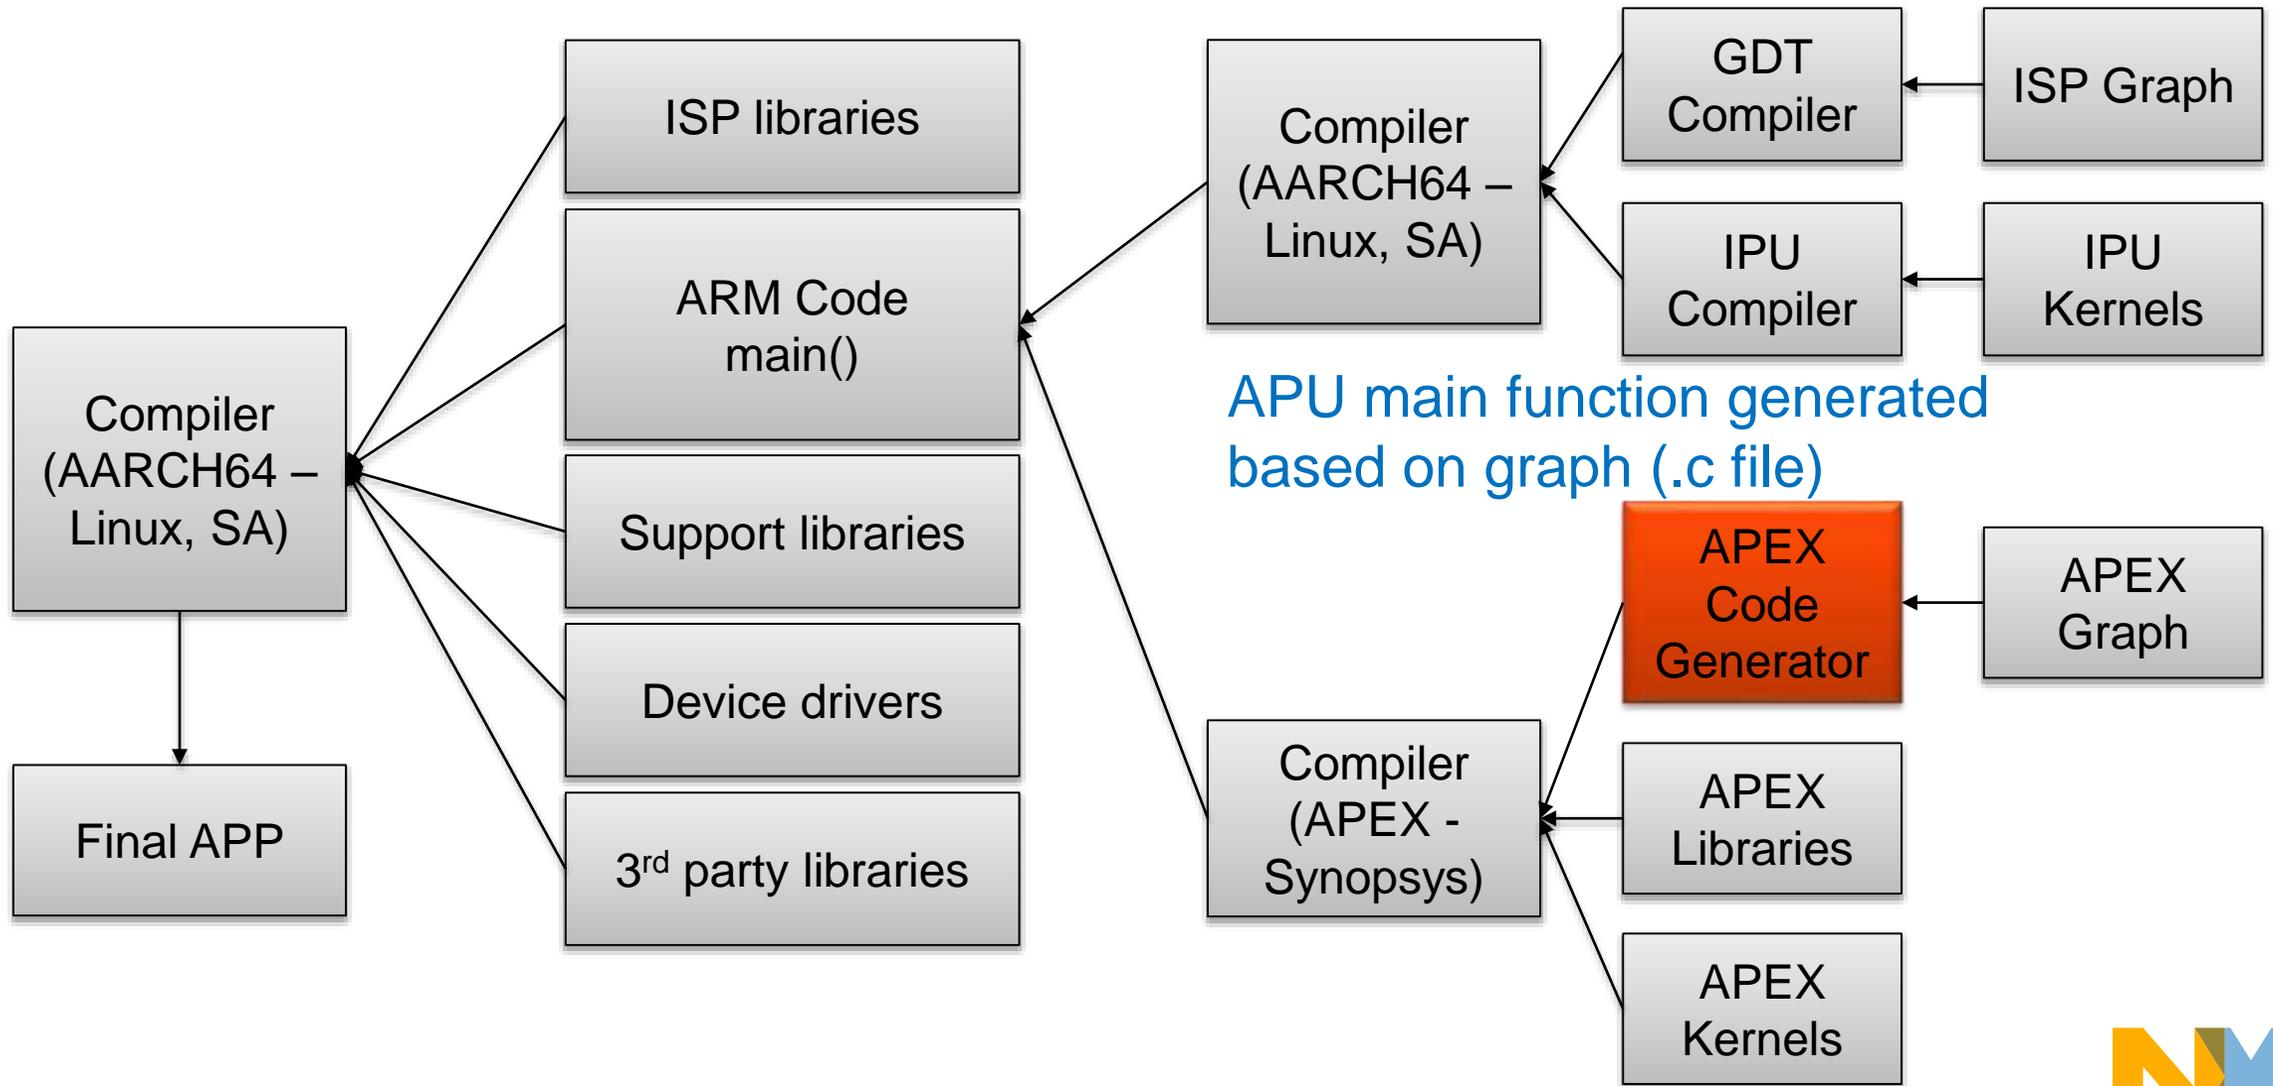 GDT
Compiler
ISP Graph
ISP libraries
Compiler
(AARCH64 –
Linux, SA)
IPU
Compiler
IPU
Kernels
ARM Code
main()
Compiler
(AARCH64 –
Linux, SA)
APU main function generated
based on graph (.c file)
Support libraries
APEX
Code
Generator
APEX
Graph
Device drivers
Compiler
(APEX -
Synopsys)
APEX
Libraries
Final APP
3rd party libraries
APEX
Kernels